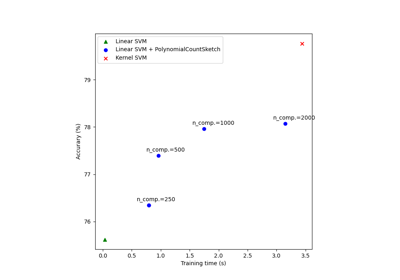 Linear SVM
Linear SVM + PolynomialCountSketch
Kernel SVM
79
78
77
76
n_comp.=2000
n_comp.=1000
n_comp.=500
n_comp.=250
Accurary (%)
0.0 0.5 1.0 1.5 2.0 2.5 3.0 3.5
Training time (s)